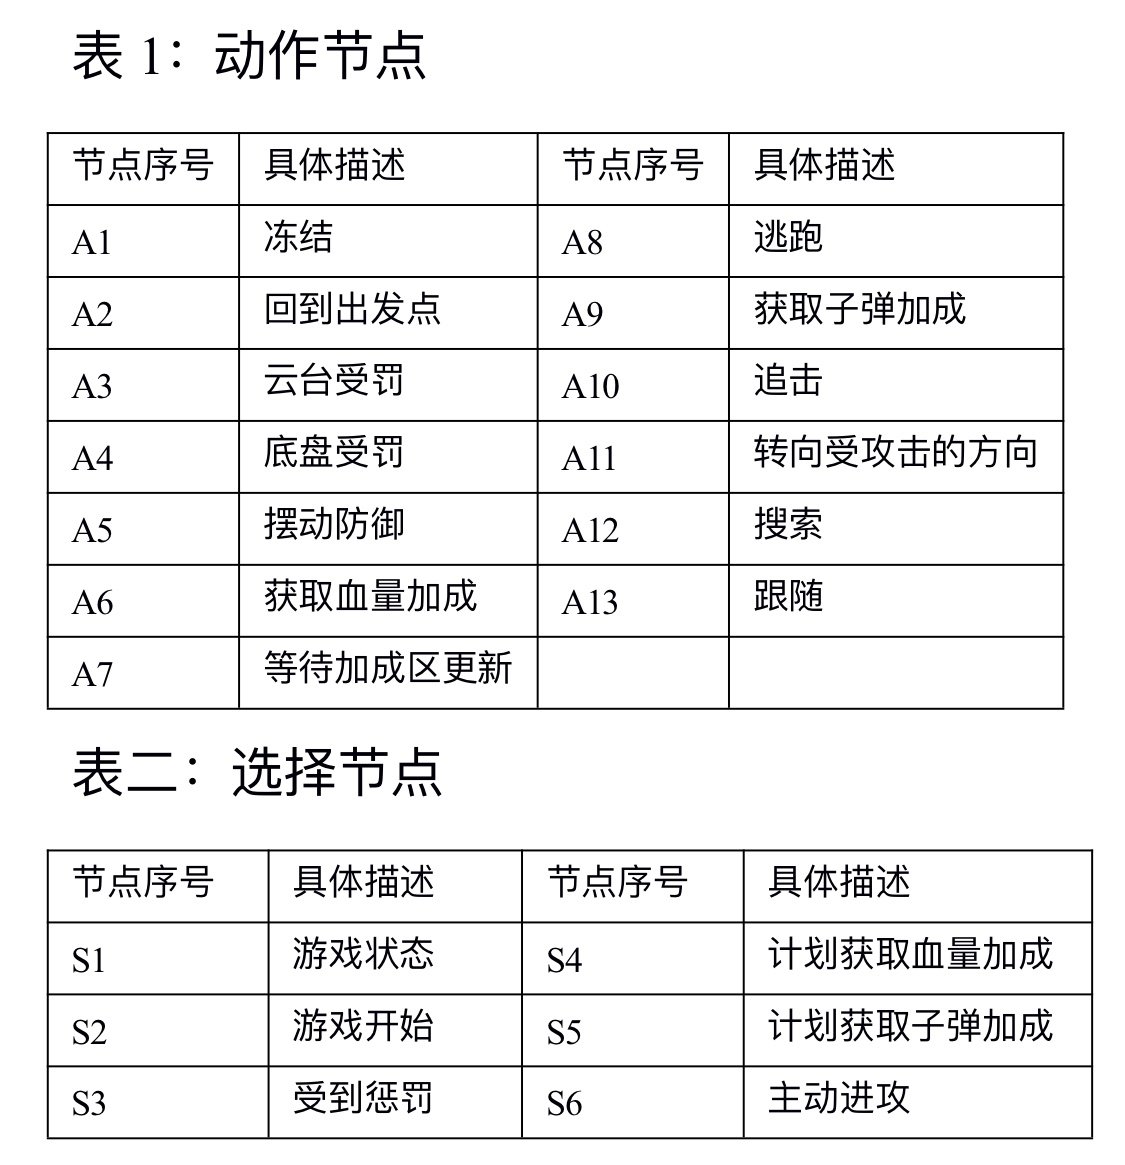 表 1：动作节点
节点序号 具体描述 节点序号 具体描述
A1 冻结 A8 逃跑
A2 回到出发点 A9 获取子弹加成
A3 云台受罚 A10 追击
A4 底盘受罚 A11 转向受攻击的方向
A5 摆动防御 A12 搜索
A6 获取血量加成 A13 跟随
A7 等待加成区更新
表二：选择节点
节点序号 具体描述 节点序号 具体描述
S1 游戏状态 S4 计划获取血量加成
S2 游戏开始 S5 计划获取子弹加成
S3 受到惩罚 S6 主动进攻